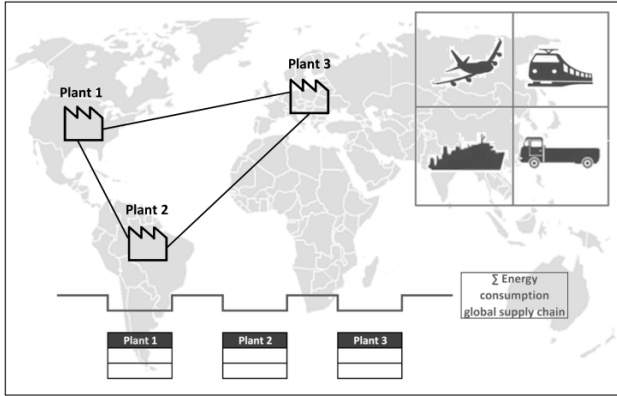 Plant 3
Plant 1
Plant 2
∑ Energy
consumption
global supply chain
Plant 1
Plant 2
Plant 3